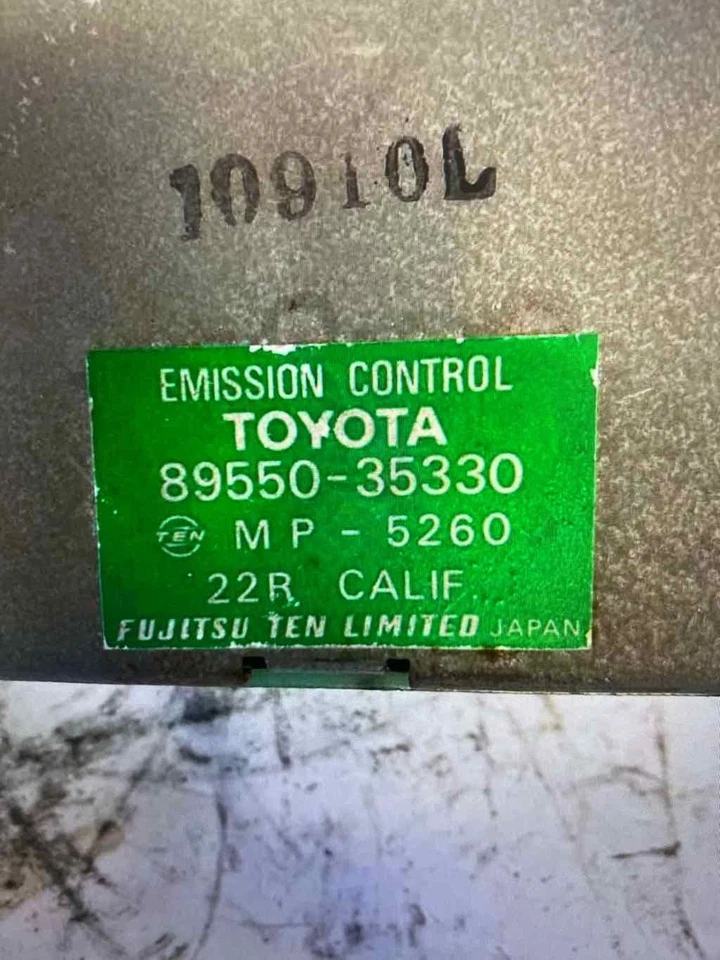 10910L
EMISSION CONTROL
TOYOTA
89550-35330
TEN MP - 5260
22R CALIF.
FUJITSU TEN LIMITED JAPAN